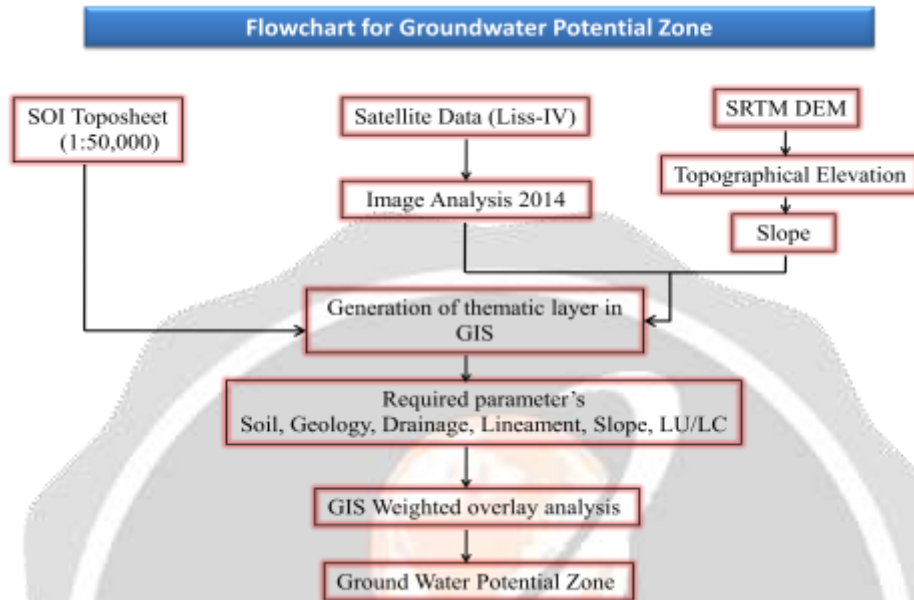 Flowchart for Groundwater Potential Zone
SOI Toposheet
(1:50,000)
Satellite Data (Liss-IV)
SRTM DEM
Topographical Elevation
Image Analysis 2014
Slope
Generation of thematic layer in
GIS
Required parameter's
Soil, Geology, Drainage, Lineament, Slope, LU/LC
GIS Weighted overlay analysis
Ground Water Potential Zone